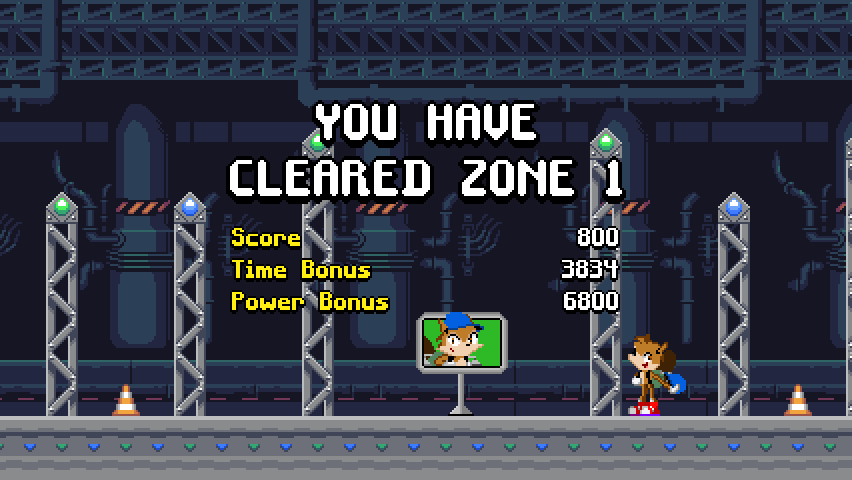 YOU HAVE
CLEARED ZONE 1
Score 800
Time Bonus 3834
Power Bonus 6800